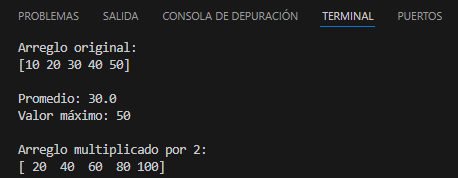 PROBLEMAS SALIDA CONSOLA DE DEPURACIÓN TERMINAL PUERTOS
Arreglo original:
[10 20 30 40 50]
Promedio: 30.0
Valor máximo: 50
Arreglo multiplicado por 2:
[ 20  40  60  80 100]